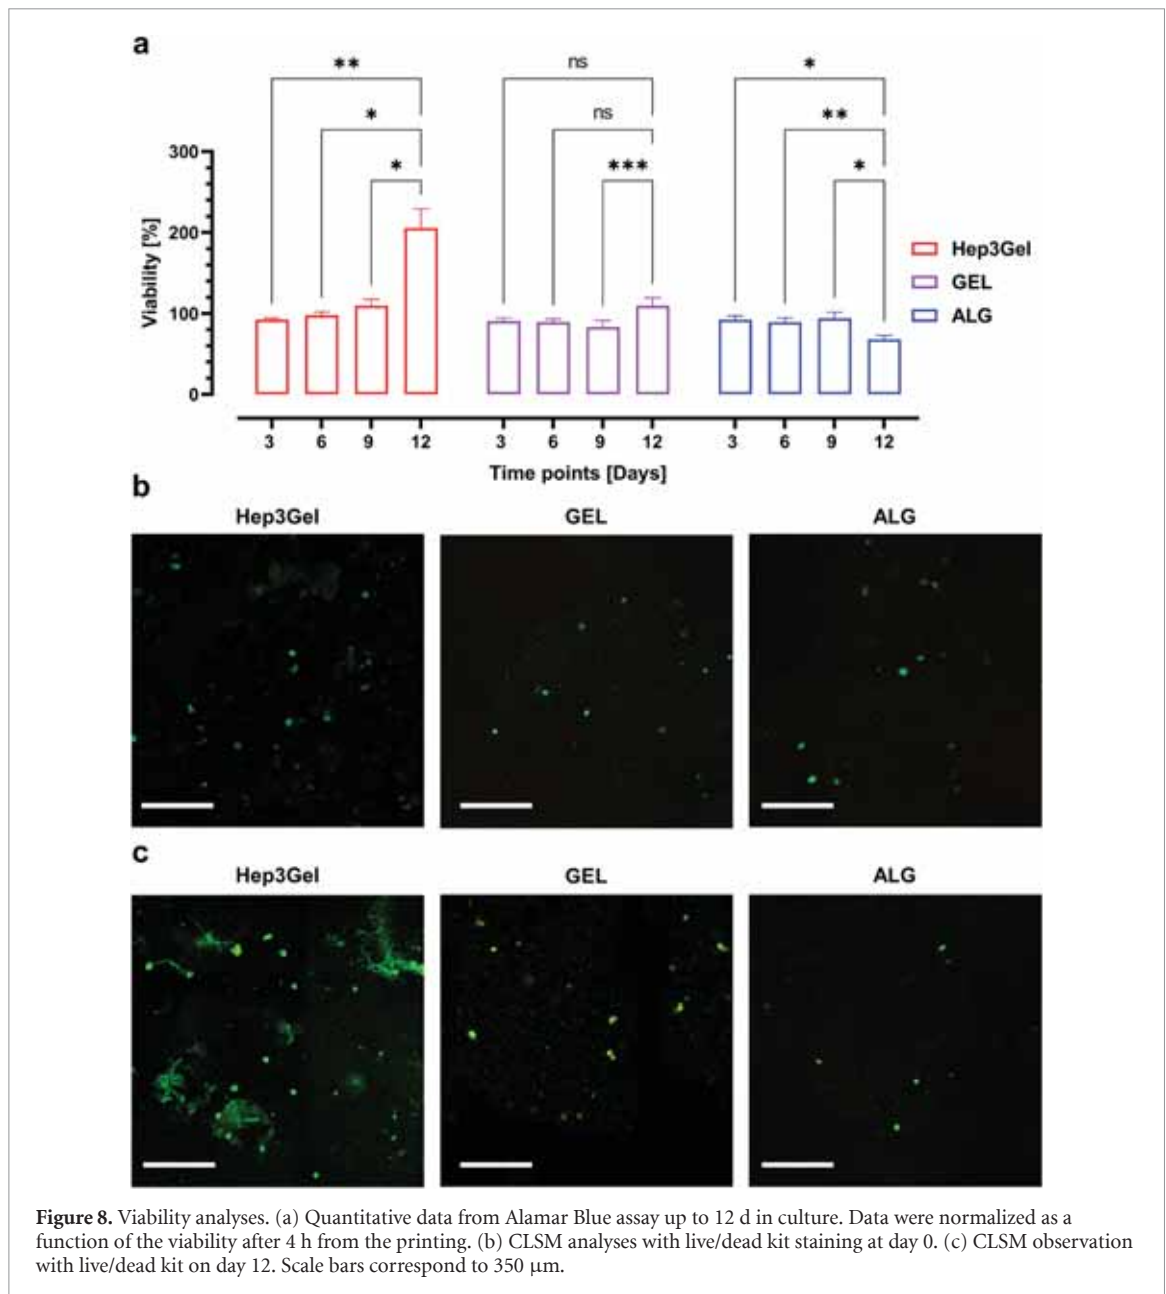 a
** ns *
* ns **
* *** *
300
200
100
0
Viability [%]
Hep3Gel
GEL
ALG
3 6 9 12 3 6 9 12 3 6 9 12
Time points [Days]
b
Hep3Gel GEL ALG
c
Hep3Gel GEL ALG
Figure 8. Viability analyses. (a) Quantitative data from Alamar Blue assay up to 12 d in culture. Data were normalized as a
function of the viability after 4 h from the printing. (b) CLSM analyses with live/dead kit staining at day 0. (c) CLSM observation
with live/dead kit on day 12. Scale bars correspond to 350 μm.